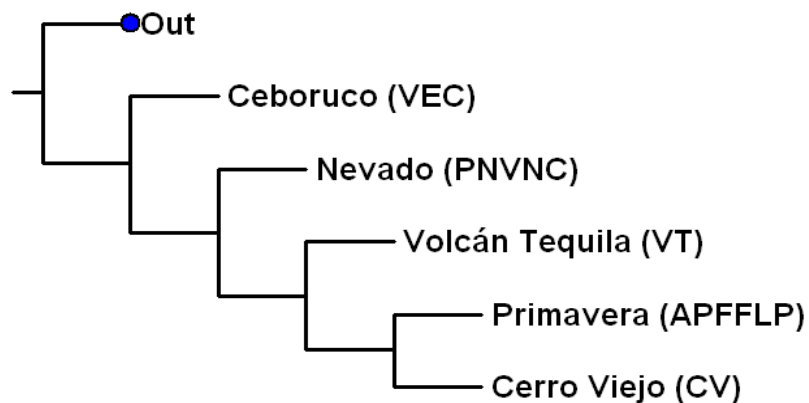 Out
Ceboruco (VEC)
Nevado (PNVNC)
Volcán Tequila (VT)
Primavera (APFFLP)
Cerro Viejo (CV)